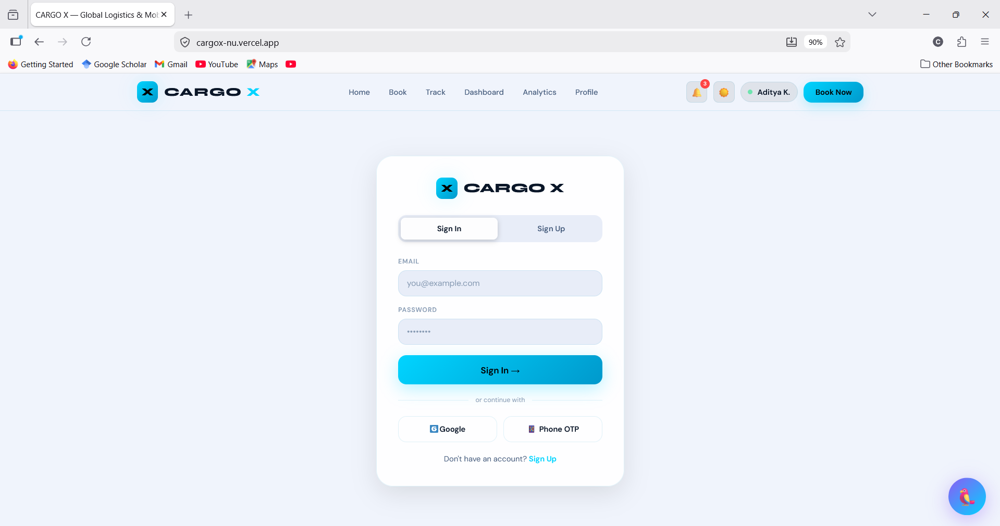 CARGO X — Global Logistics & Mob
cargox-nu.vercel.app
90%
C
Getting Started
Google Scholar
Gmail
YouTube
Maps
Other Bookmarks
X CARGO X
Home
Book
Track
Dashboard
Analytics
Profile
3
Aditya K.
Book Now
X CARGO X
Sign In
Sign Up
EMAIL
you@example.com
PASSWORD
••••••••
Sign In →
or continue with
G Google
Phone OTP
Don't have an account? Sign Up